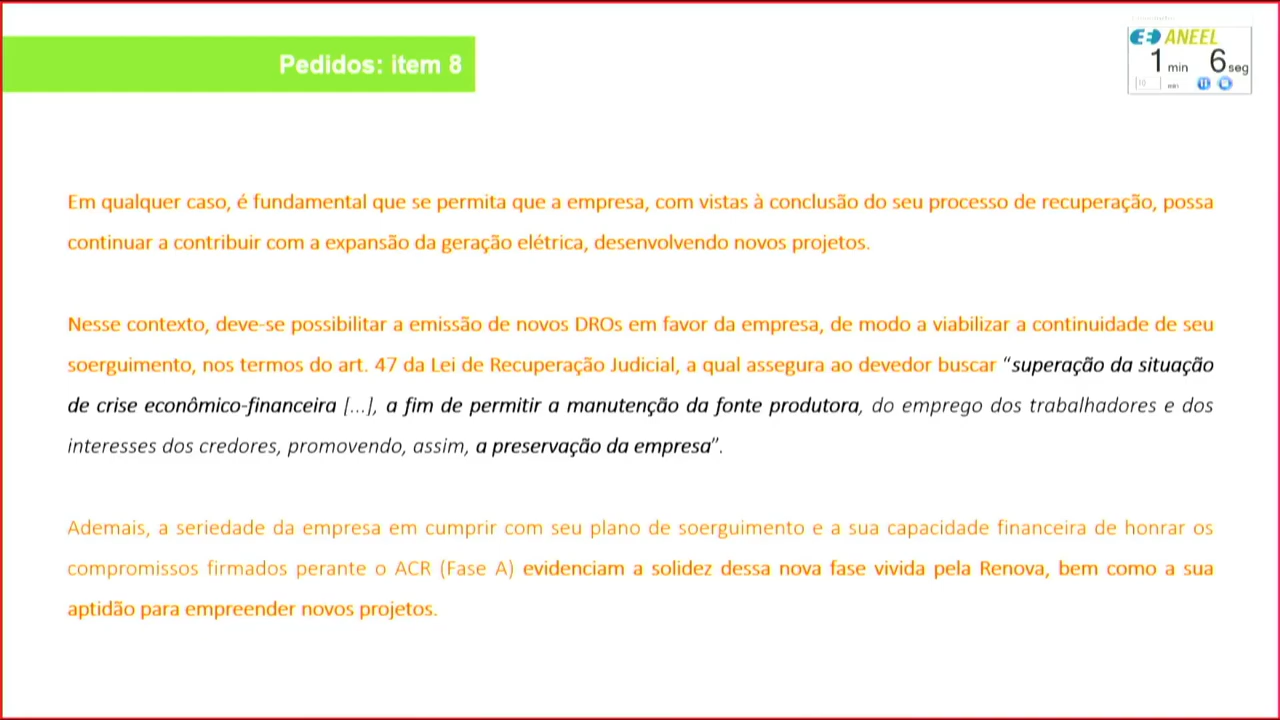 Pedidos: item 8
ANEEL
1 min 6 seg
10
Em qualquer caso, é fundamental que se permita que a empresa, com vistas à conclusão do seu processo de recuperação, possa
continuar a contribuir com a expansão da geração elétrica, desenvolvendo novos projetos.
Nesse contexto, deve-se possibilitar a emissão de novos DROs em favor da empresa, de modo a viabilizar a continuidade de seu
soerguimento, nos termos do art. 47 da Lei de Recuperação Judicial, a qual assegura ao devedor buscar “superação da situação
de crise econômico-financeira [...], a fim de permitir a manutenção da fonte produtora, do emprego dos trabalhadores e dos
interesses dos credores, promovendo, assim, a preservação da empresa”.
Ademais, a seriedade da empresa em cumprir com seu plano de soerguimento e a sua capacidade financeira de honrar os
compromissos firmados perante o ACR (Fase A) evidenciam a solidez dessa nova fase vivida pela Renova, bem como a sua
aptidão para empreender novos projetos.